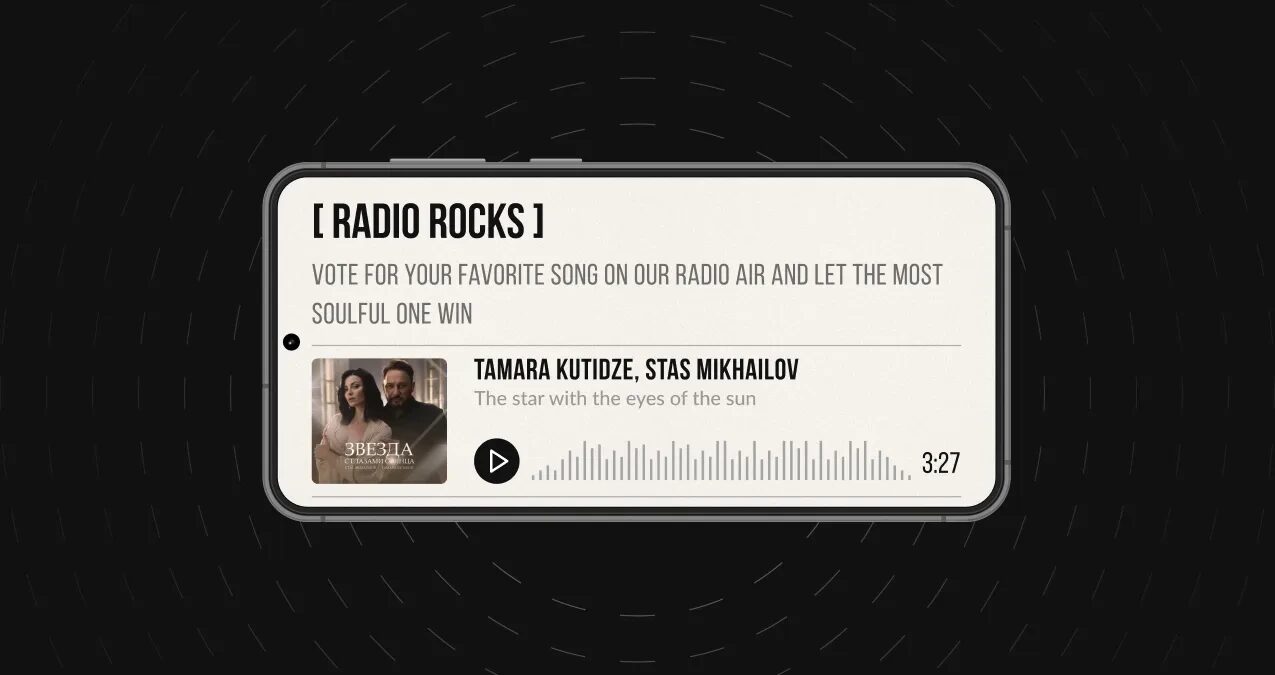 [ RADIO ROCKS ]
VOTE FOR YOUR FAVORITE SONG ON OUR RADIO AIR AND LET THE MOST
SOULFUL ONE WIN
TAMARA KUTIDZE, STAS MIKHAILOV
The star with the eyes of the sun
ЗВЕЗДА
С ГЛАЗАМИ СОЛНЦА
3:27